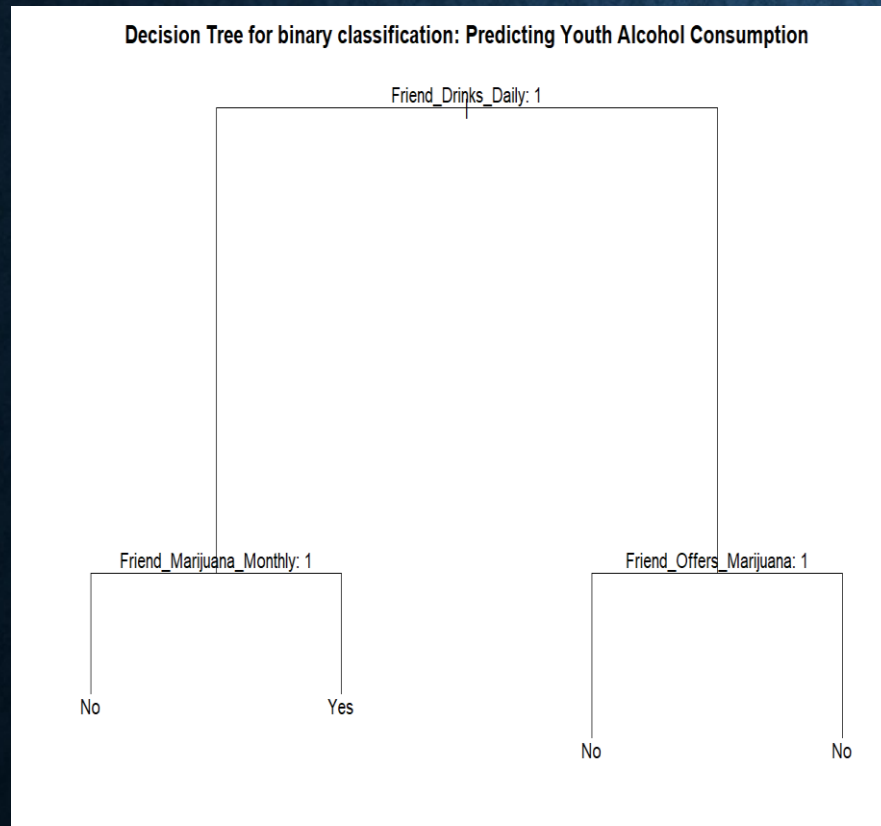 Decision Tree for binary classification: Predicting Youth Alcohol Consumption
Friend_Drinks_Daily: 1
Friend_Marijuana_Monthly: 1
Friend_Offers_Marijuana: 1
No
Yes
No
No